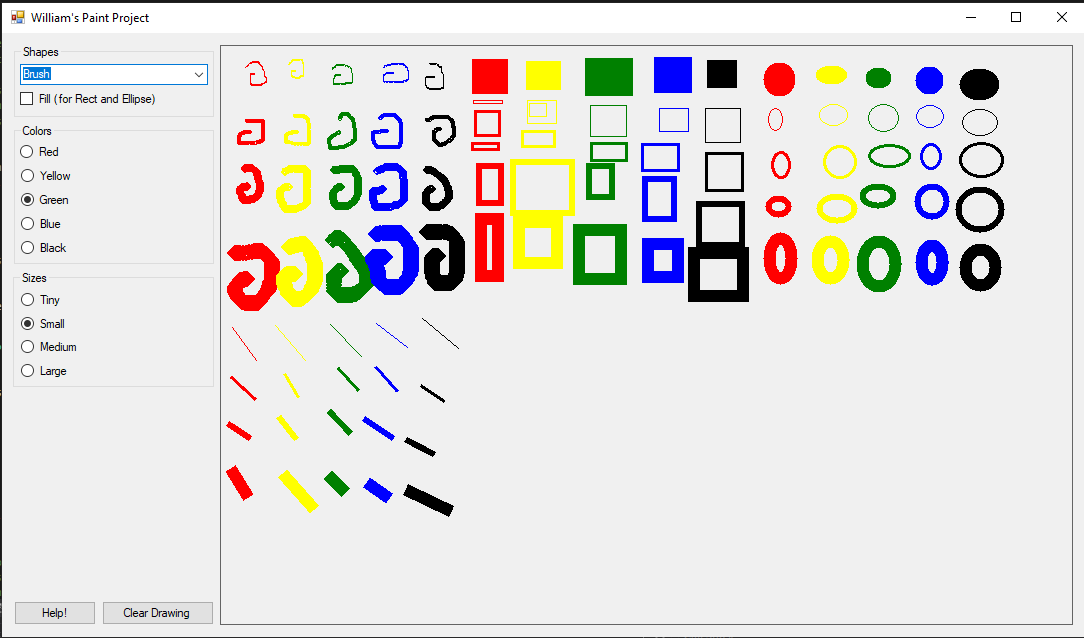 William's Paint Project
Shapes
Brush
Fill (for Rect and Ellipse)
Colors
Red
Yellow
Green
Blue
Black
Sizes
Tiny
Small
Medium
Large
Help!
Clear Drawing